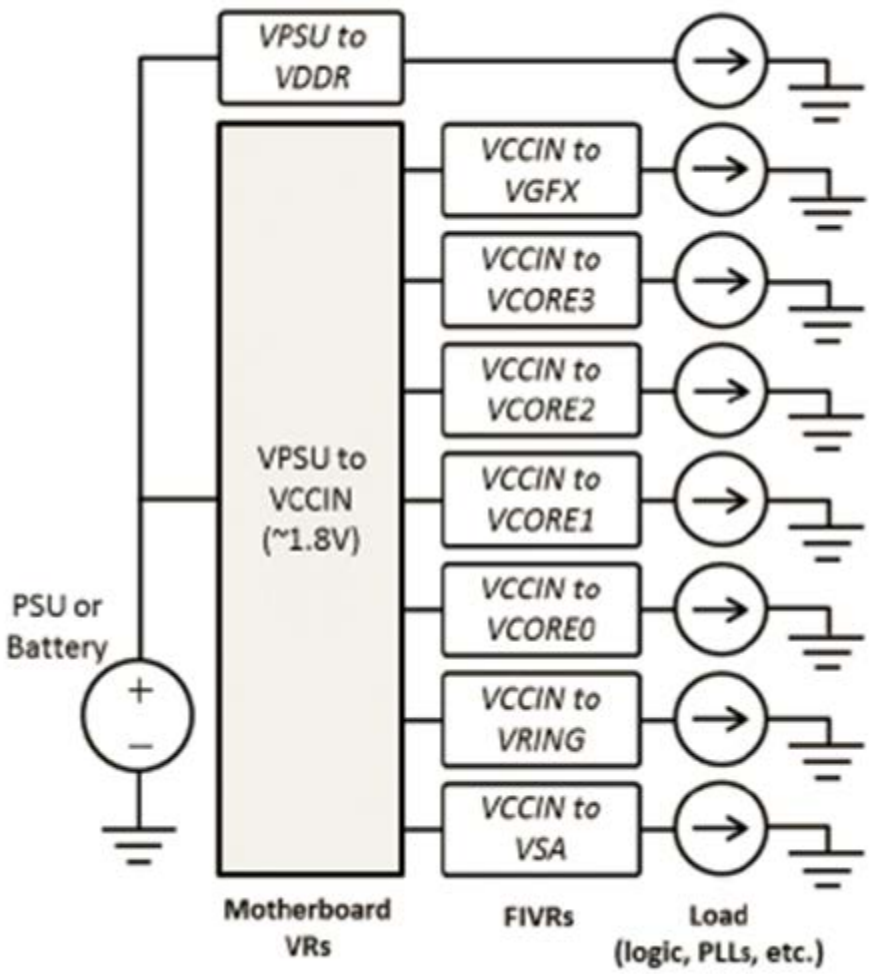 VPSU to
VDDR
VCCIN to
VGFX
VCCIN to
VCORE3
VCCIN to
VCORE2
VPSU to
VCCIN
(~1.8V)
VCCIN to
VCORE1
PSU or
Battery
+
−
VCCIN to
VCORE0
VCCIN to
VRING
VCCIN to
VSA
Motherboard
VRs
FIVRs
Load
(logic, PLLs, etc.)